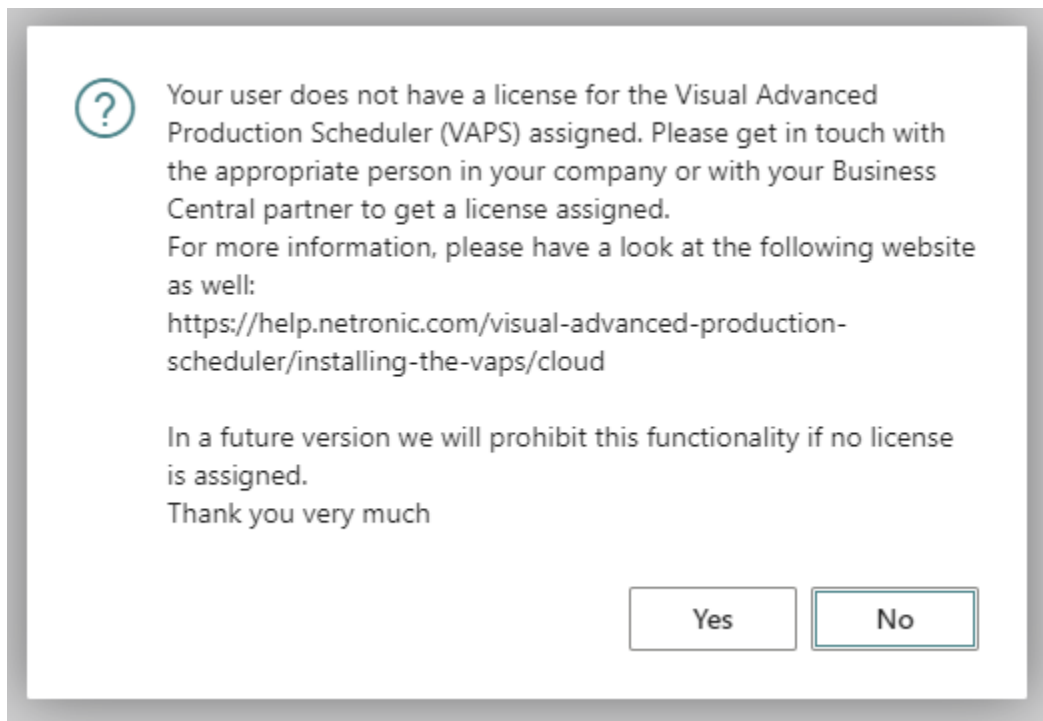 ?
Your user does not have a license for the Visual Advanced
Production Scheduler (VAPS) assigned. Please get in touch with
the appropriate person in your company or with your Business
Central partner to get a license assigned.
For more information, please have a look at the following website
as well:
https://help.netronic.com/visual-advanced-production-
scheduler/installing-the-vaps/cloud
In a future version we will prohibit this functionality if no license
is assigned.
Thank you very much
Yes
No